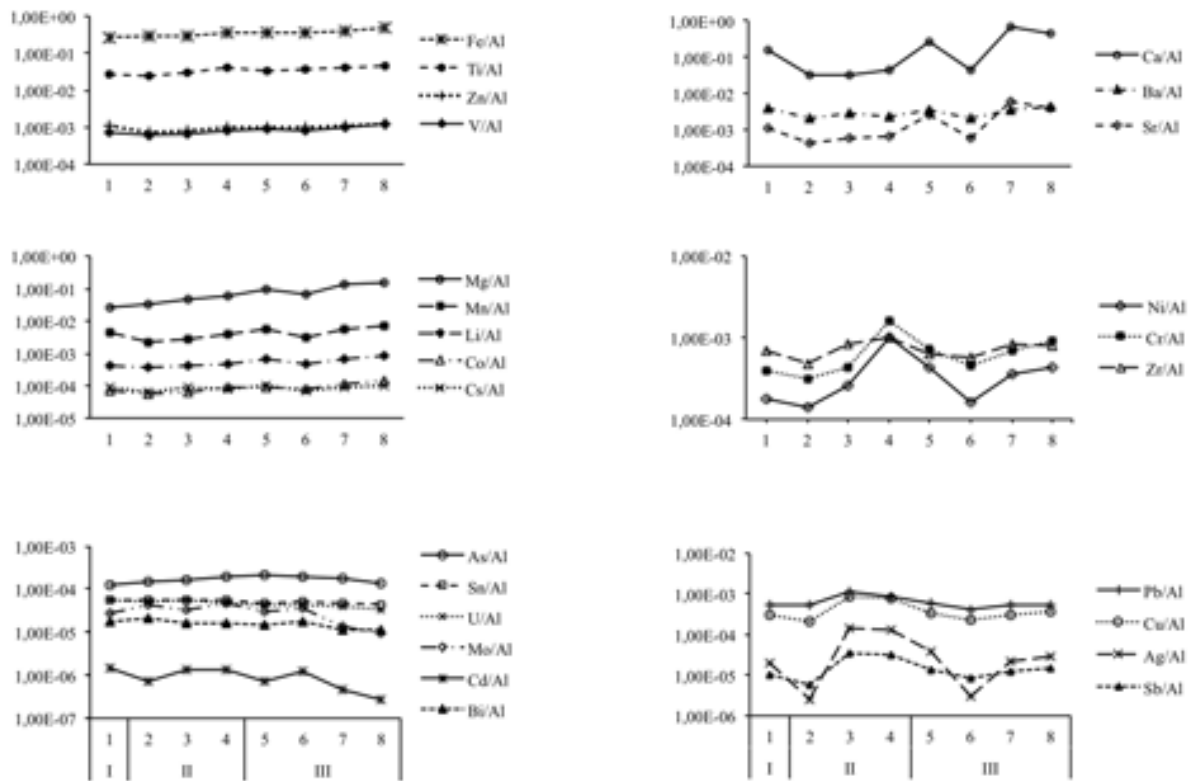 1,00E+00
1,00E-01
1,00E-02
1,00E-03
1,00E-04
1 2 3 4 5 6 7 8
Fe/Al
Ti/Al
Zn/Al
V/Al
1,00E+00
1,00E-01
1,00E-02
1,00E-03
1,00E-04
1 2 3 4 5 6 7 8
Ca/Al
Ba/Al
Sr/Al
1,00E+00
1,00E-01
1,00E-02
1,00E-03
1,00E-04
1,00E-05
1 2 3 4 5 6 7 8
Mg/Al
Mn/Al
Li/Al
Co/Al
Cs/Al
1,00E-02
1,00E-03
1,00E-04
1 2 3 4 5 6 7 8
Ni/Al
Cr/Al
Zr/Al
1,00E-03
1,00E-04
1,00E-05
1,00E-06
1,00E-07
1 2 3 4 5 6 7 8
I II III
As/Al
Sn/Al
U/Al
Mo/Al
Cd/Al
Bi/Al
1,00E-02
1,00E-03
1,00E-04
1,00E-05
1,00E-06
1 2 3 4 5 6 7 8
I II III
Pb/Al
Cu/Al
Ag/Al
Sb/Al